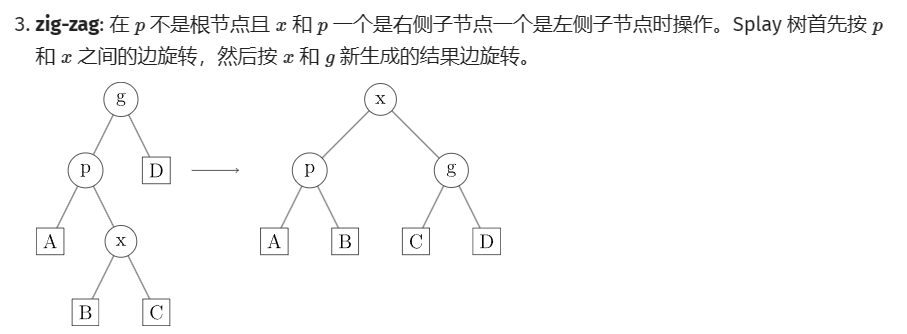 3. zig-zag: 在 p 不是根节点且 x 和 p 一个是右侧子节点一个是左侧子节点时操作。Splay 树首先按 p
和 x 之间的边旋转，然后按 x 和 g 新生成的结果边旋转。
g x
p D p g
A x A B C D
B C